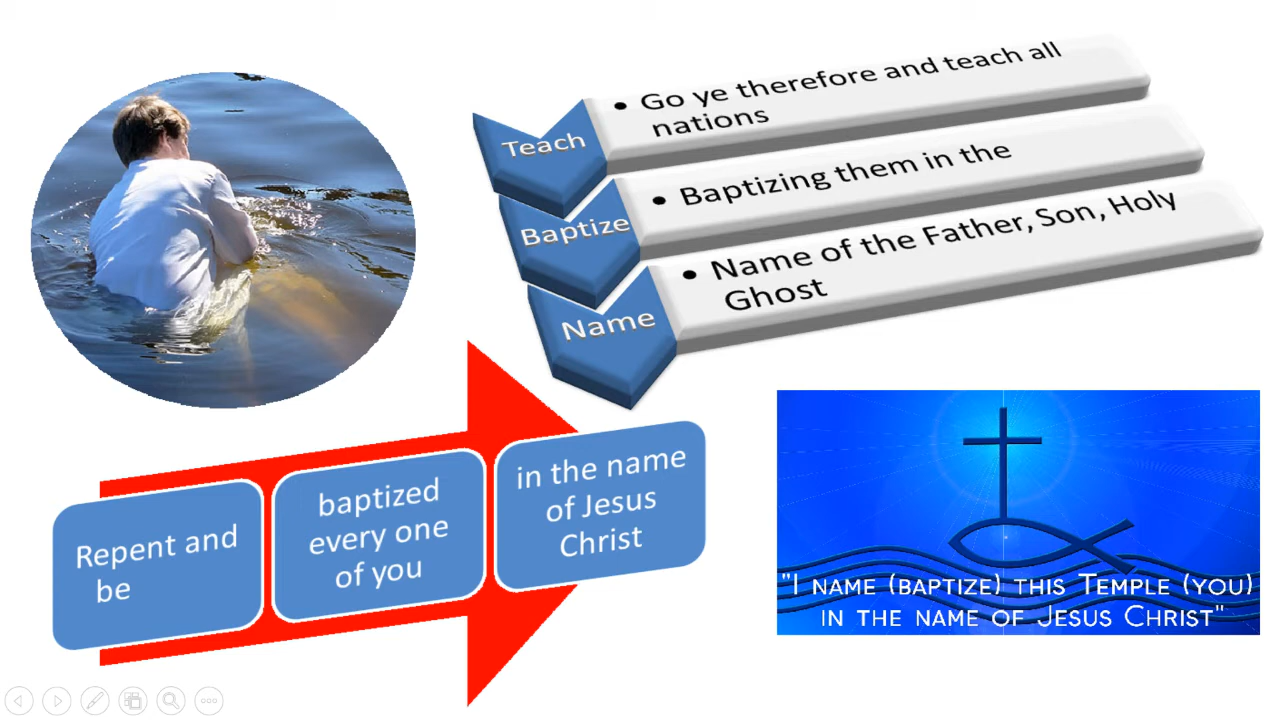 Teach
• Go ye therefore and teach all
nations
Baptize
• Baptizing them in the
Name
• Name of the Father, Son, Holy
Ghost
Repent and
be
baptized
every one
of you
in the name
of Jesus
Christ
"I NAME (BAPTIZE) THIS TEMPLE (YOU)
IN THE NAME OF JESUS CHRIST"